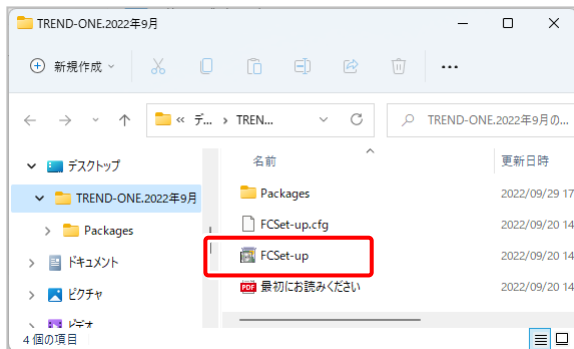 TREND-ONE.2022年9月
新規作成
デ... TREN... TREND-ONE.2022年9月の...
デスクトップ
TREND-ONE.2022年9月
Packages
ドキュメント
ピクチャ
ビデオ
名前 更新日時
Packages 2022/09/29 17
FCSet-up.cfg 2022/09/20 14
FCSet-up 2022/09/20 14
最初にお読みください 2022/09/20 14
4 個の項目